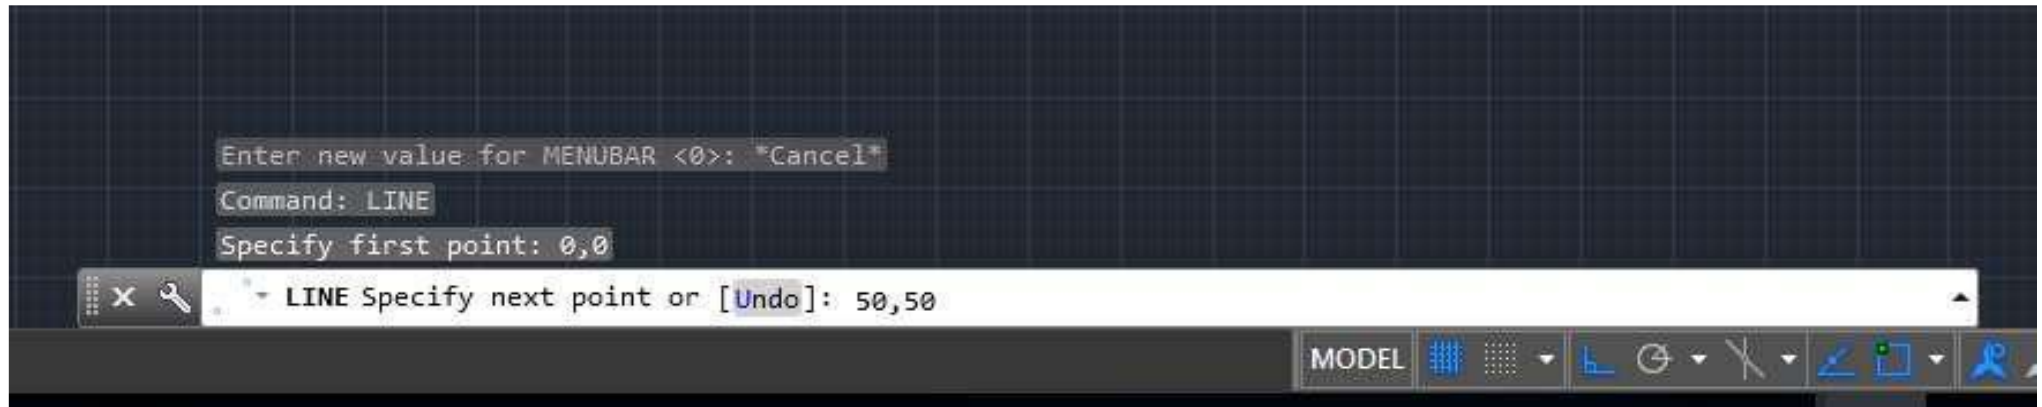 Enter new value for MENUBAR <0>: *Cancel*
Command: LINE
Specify first point: 0,0
LINE Specify next point or [Undo]: 50,50
MODEL